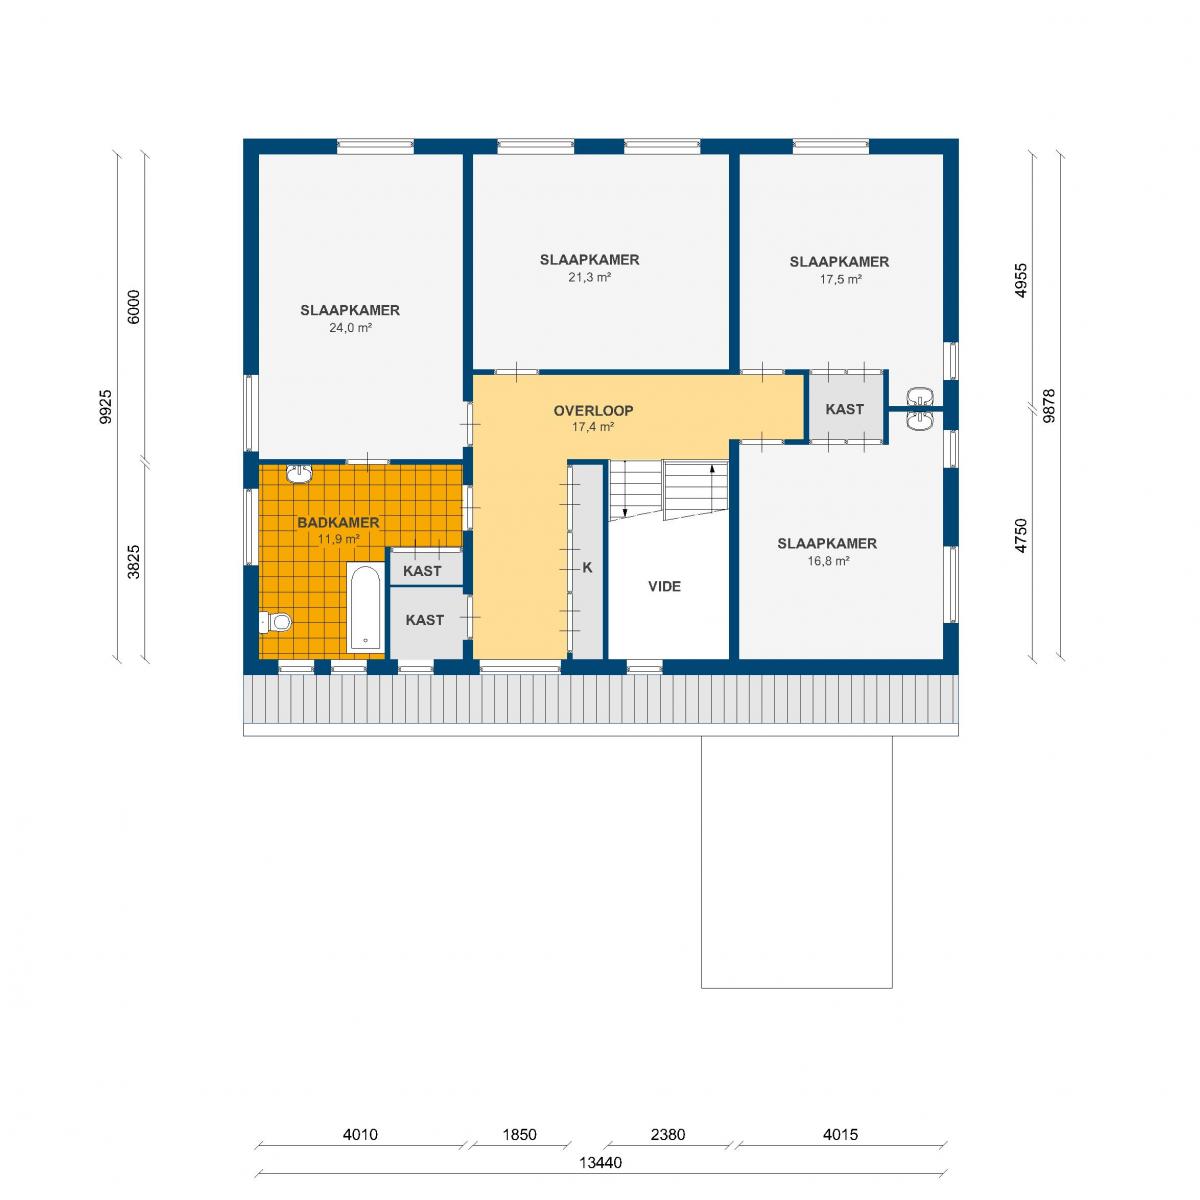 SLAAPKAMER
24,0 m²
SLAAPKAMER
21,3 m²
SLAAPKAMER
17,5 m²
OVERLOOP
17,4 m²
KAST
BADKAMER
11,9 m²
KAST
KAST
K
VIDE
SLAAPKAMER
16,8 m²
9925
6000
3825
4955
4750
9878
4010
1850
2380
4015
13440